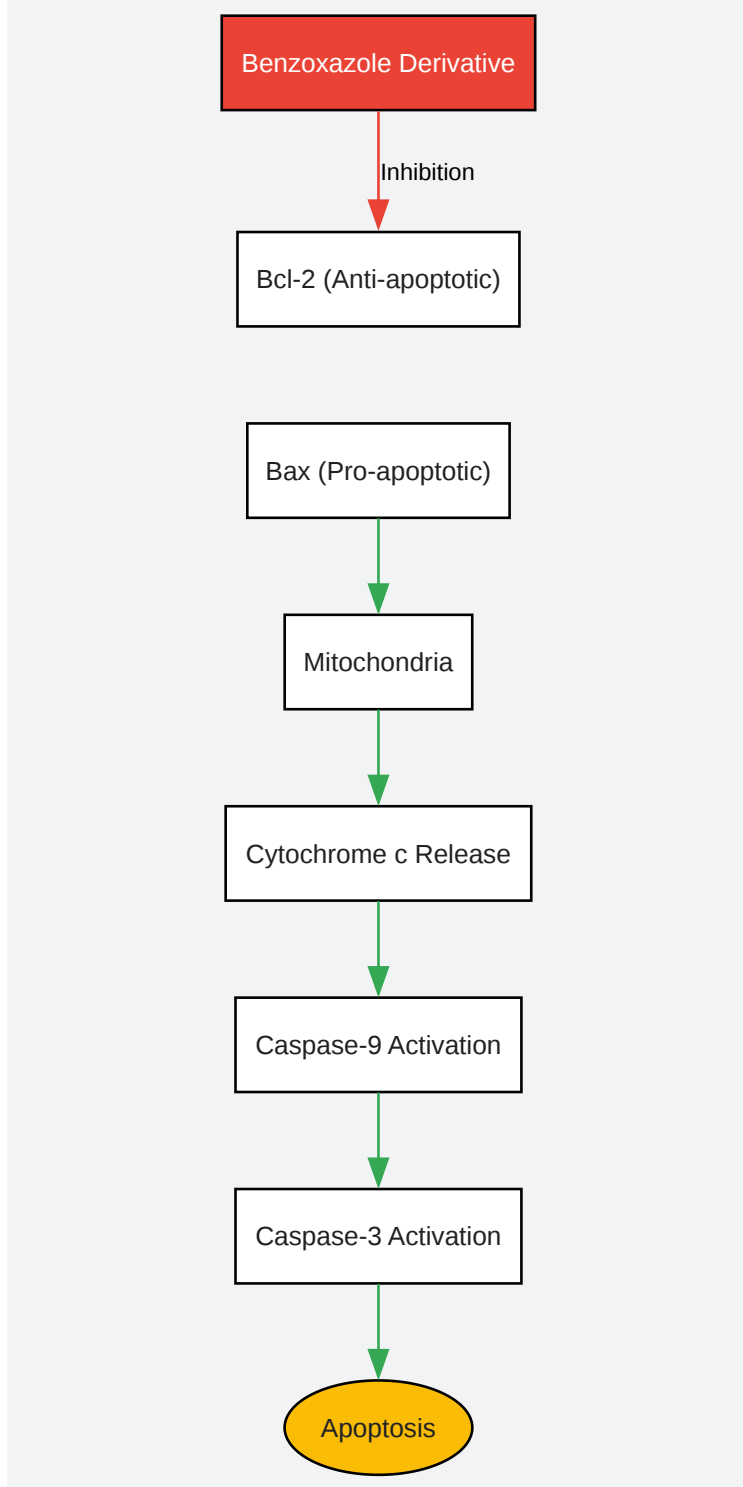 Benzoxazole Derivative
Inhibition
Bcl-2 (Anti-apoptotic)
Bax (Pro-apoptotic)
Mitochondria
Cytochrome c Release
Caspase-9 Activation
Caspase-3 Activation
Apoptosis